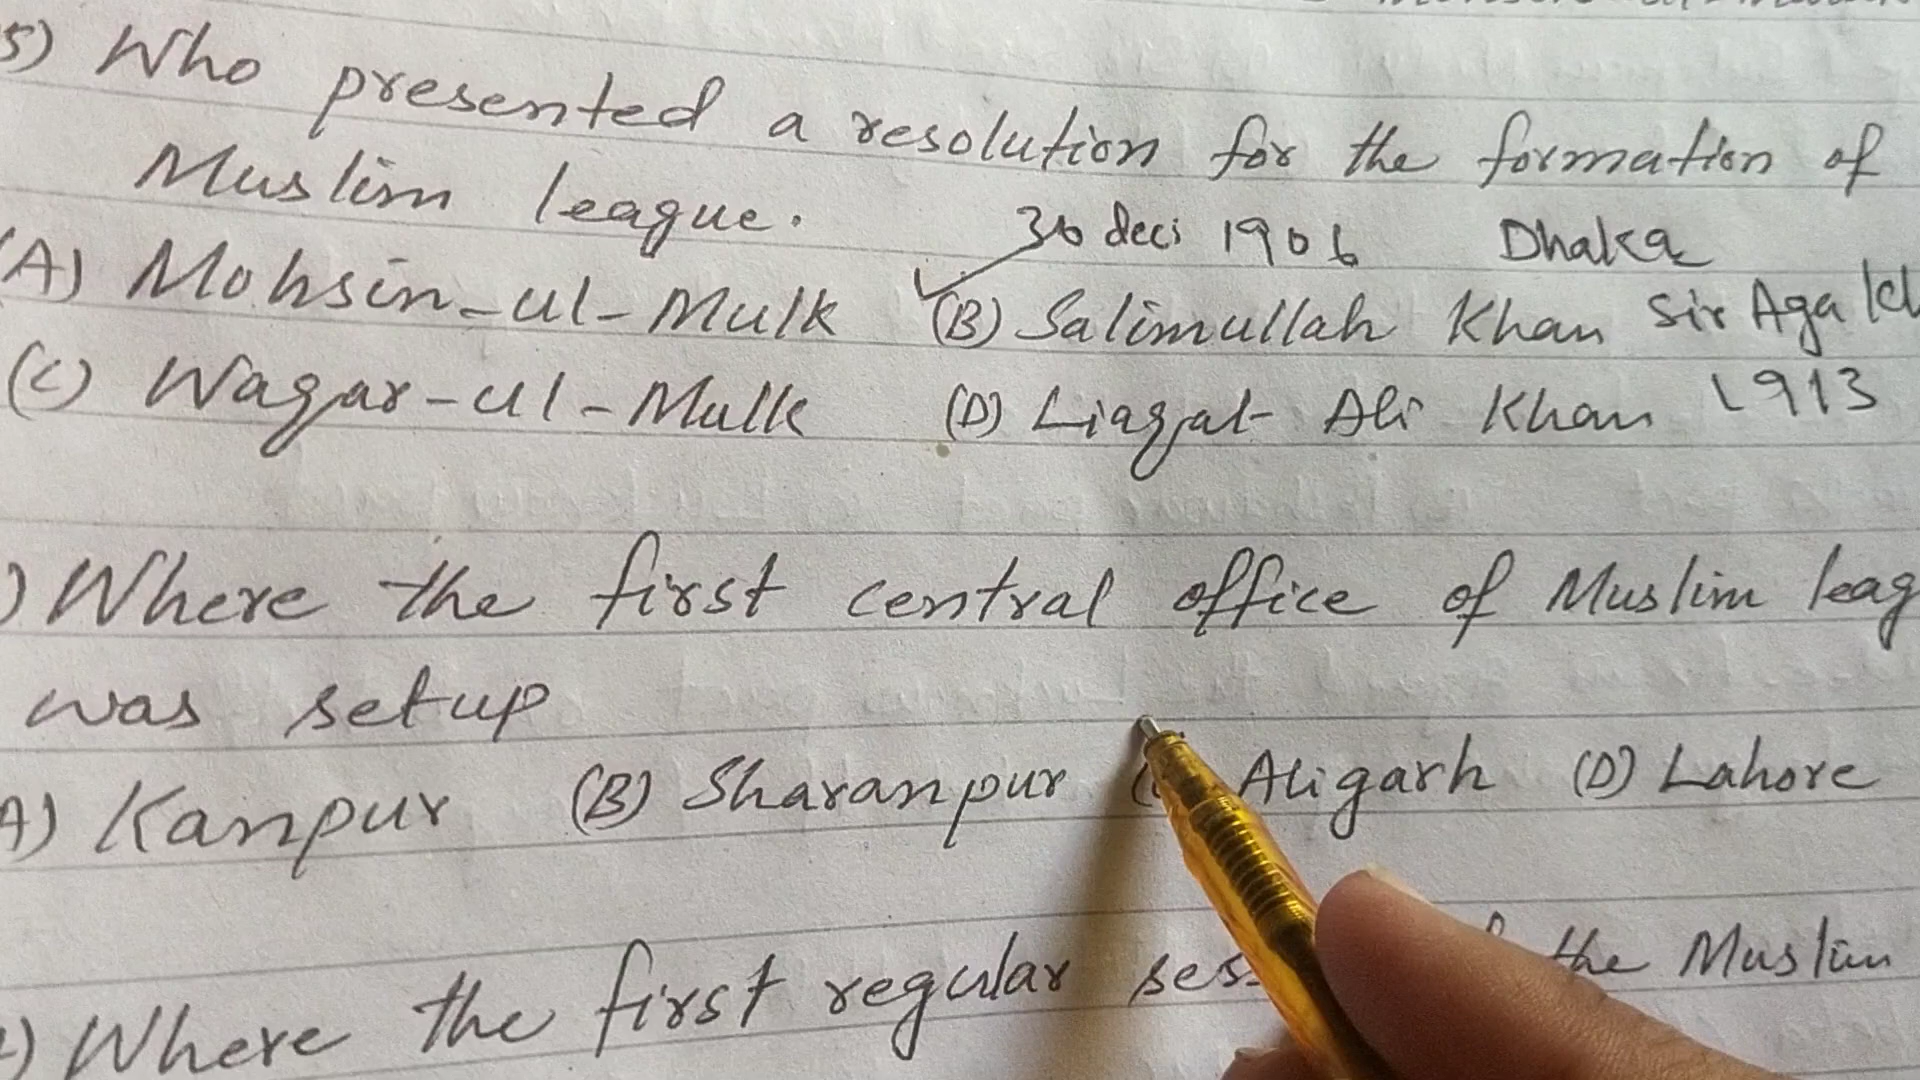 5) Who presented a resolution for the formation of
Muslim league.
30 deci 1906 Dhaka
(A) Mohsin-ul-Mulk (B) Salimullah Khan Sir Aga
(C) Waqar-ul-Mulk (D) Liaqat Ali Khan 1913
) Where the first central office of Muslim leag
was setup
A) Kanpur (B) Sharanpur Aligarh (D) Lahore
) Where the first regular the Muslim